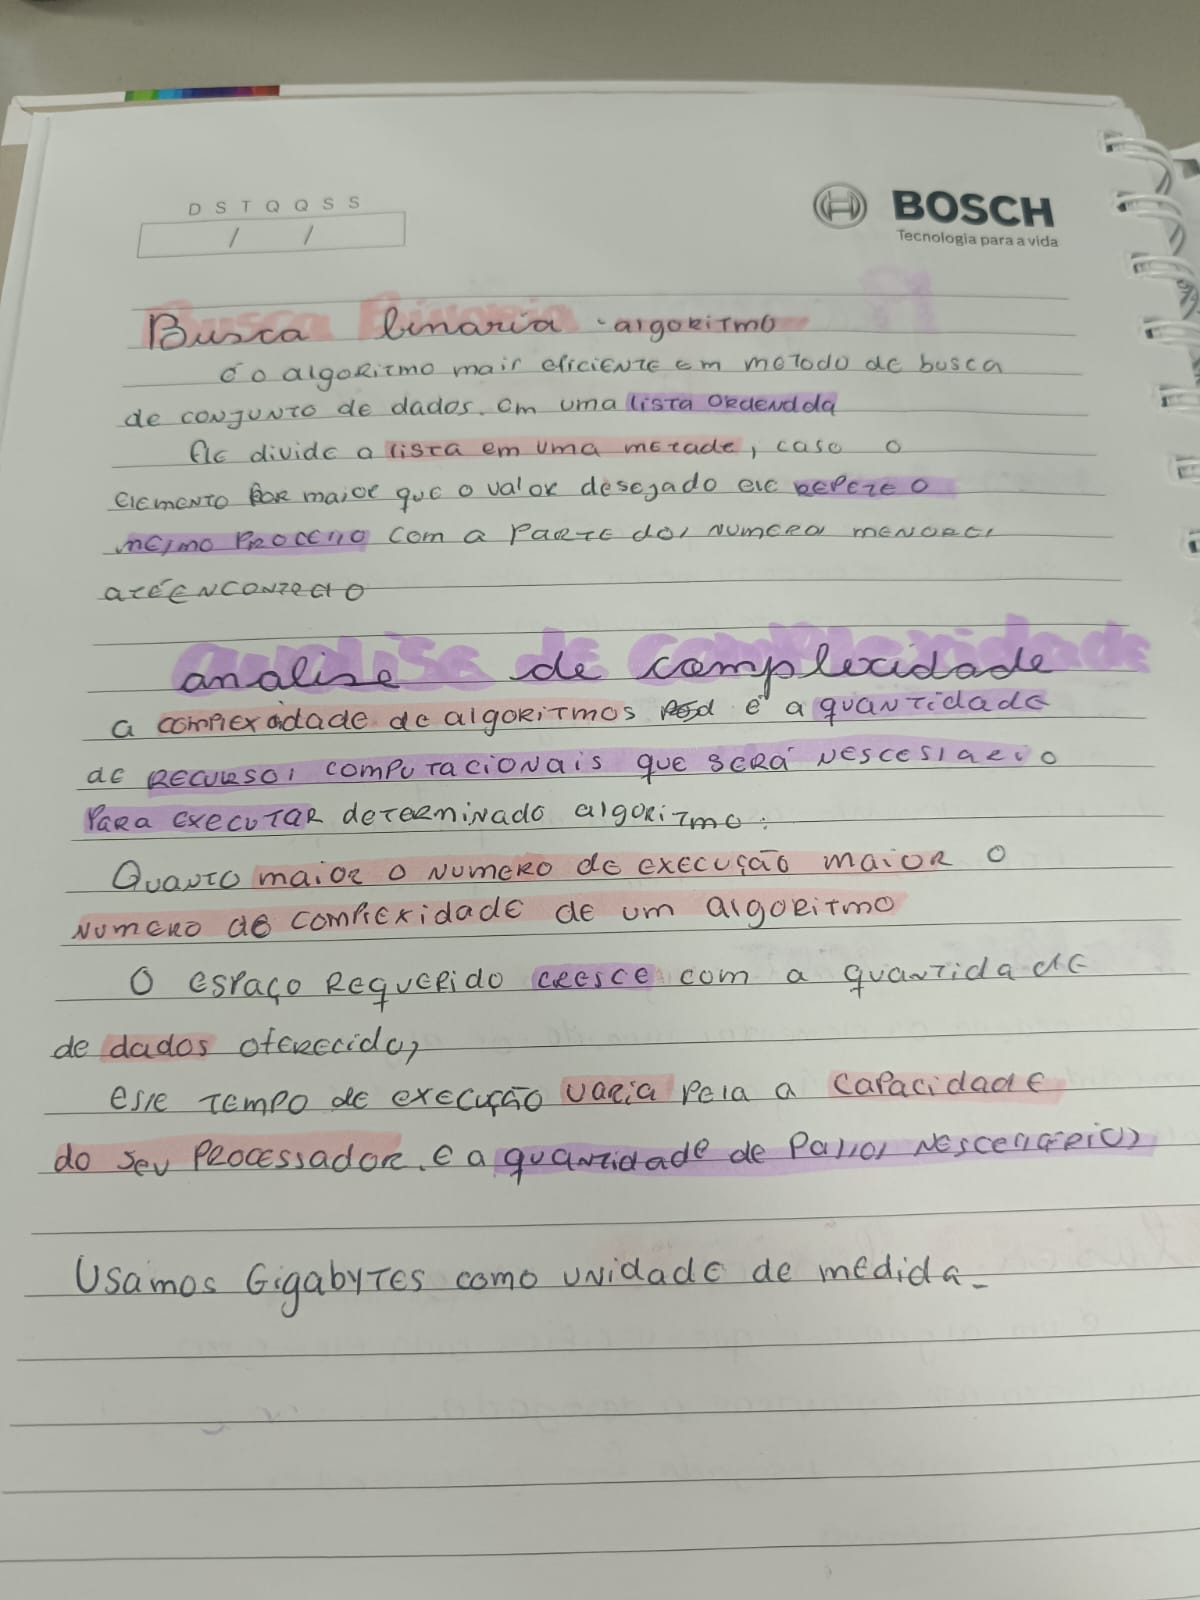 D S T Q Q S S
/ /
BOSCH
Tecnologia para a vida
Busca binaria - algoritmo
é o algoritmo mais eficiente em metodo de busca
de conjunto de dados. em uma lista ordendda
Ele divide a lista em uma metade, caso o
elemento for maior que o valor desejado ele repete o
mesmo processo com a parte dos numeros menores
até encontralo
analise de complexidade
a complexidade de algoritmos é a quantidade
de recursos computacionais que será nescessario
para executar determinado algoritmo.
Quanto maior o numero de execução maior o
numero de complexidade de um algoritmo
O espaço requerido cresce com a quantidade
de dados oferecidos
esse tempo de execução varia pela a capacidade
do seu processador. e a quantidade de passos nescessários
Usamos Gigabytes como unidade de medida.